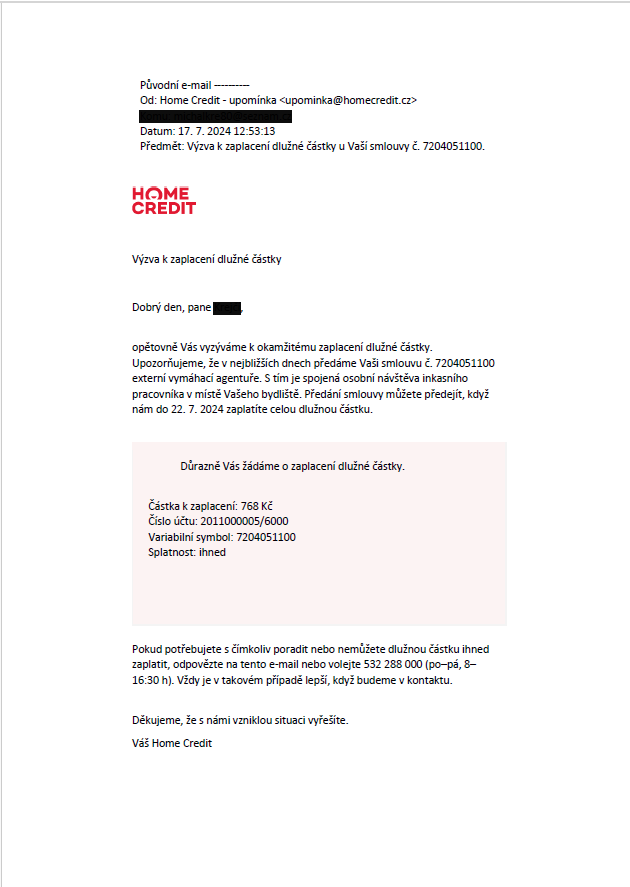 Původní e-mail ----------
Od: Home Credit - upomínka <upominka@homecredit.cz>
Datum: 17. 7. 2024 12:53:13
Předmět: Výzva k zaplacení dlužné částky u Vaší smlouvy č. 7204051100.
HOME
CREDIT
Výzva k zaplacení dlužné částky
Dobrý den, pane ,
opětovně Vás vyzýváme k okamžitému zaplacení dlužné částky.
Upozorňujeme, že v nejbližších dnech předáme Vaši smlouvu č. 7204051100
externí vymáhací agentuře. S tím je spojená osobní návštěva inkasního
pracovníka v místě Vašeho bydliště. Předání smlouvy můžete předejít, když
nám do 22. 7. 2024 zaplatíte celou dlužnou částku.
Důrazně Vás žádáme o zaplacení dlužné částky.
Částka k zaplacení: 768 Kč
Číslo účtu: 2011000005/6000
Variabilní symbol: 7204051100
Splatnost: ihned
Pokud potřebujete s čímkoliv poradit nebo nemůžete dlužnou částku ihned
zaplatit, odpovězte na tento e-mail nebo volejte 532 288 000 (po–pá, 8–
16:30 h). Vždy je v takovém případě lepší, když budeme v kontaktu.
Děkujeme, že s námi vzniklou situaci vyřešíte.
Váš Home Credit